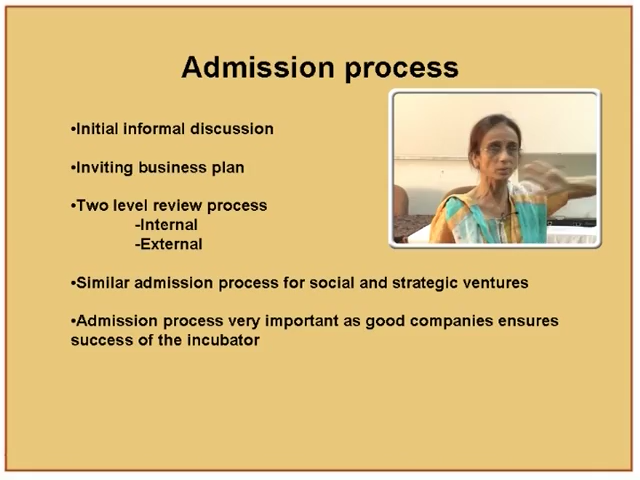 Admission process
•Initial informal discussion
•Inviting business plan
•Two level review process
-Internal
-External
•Similar admission process for social and strategic ventures
•Admission process very important as good companies ensures
success of the incubator